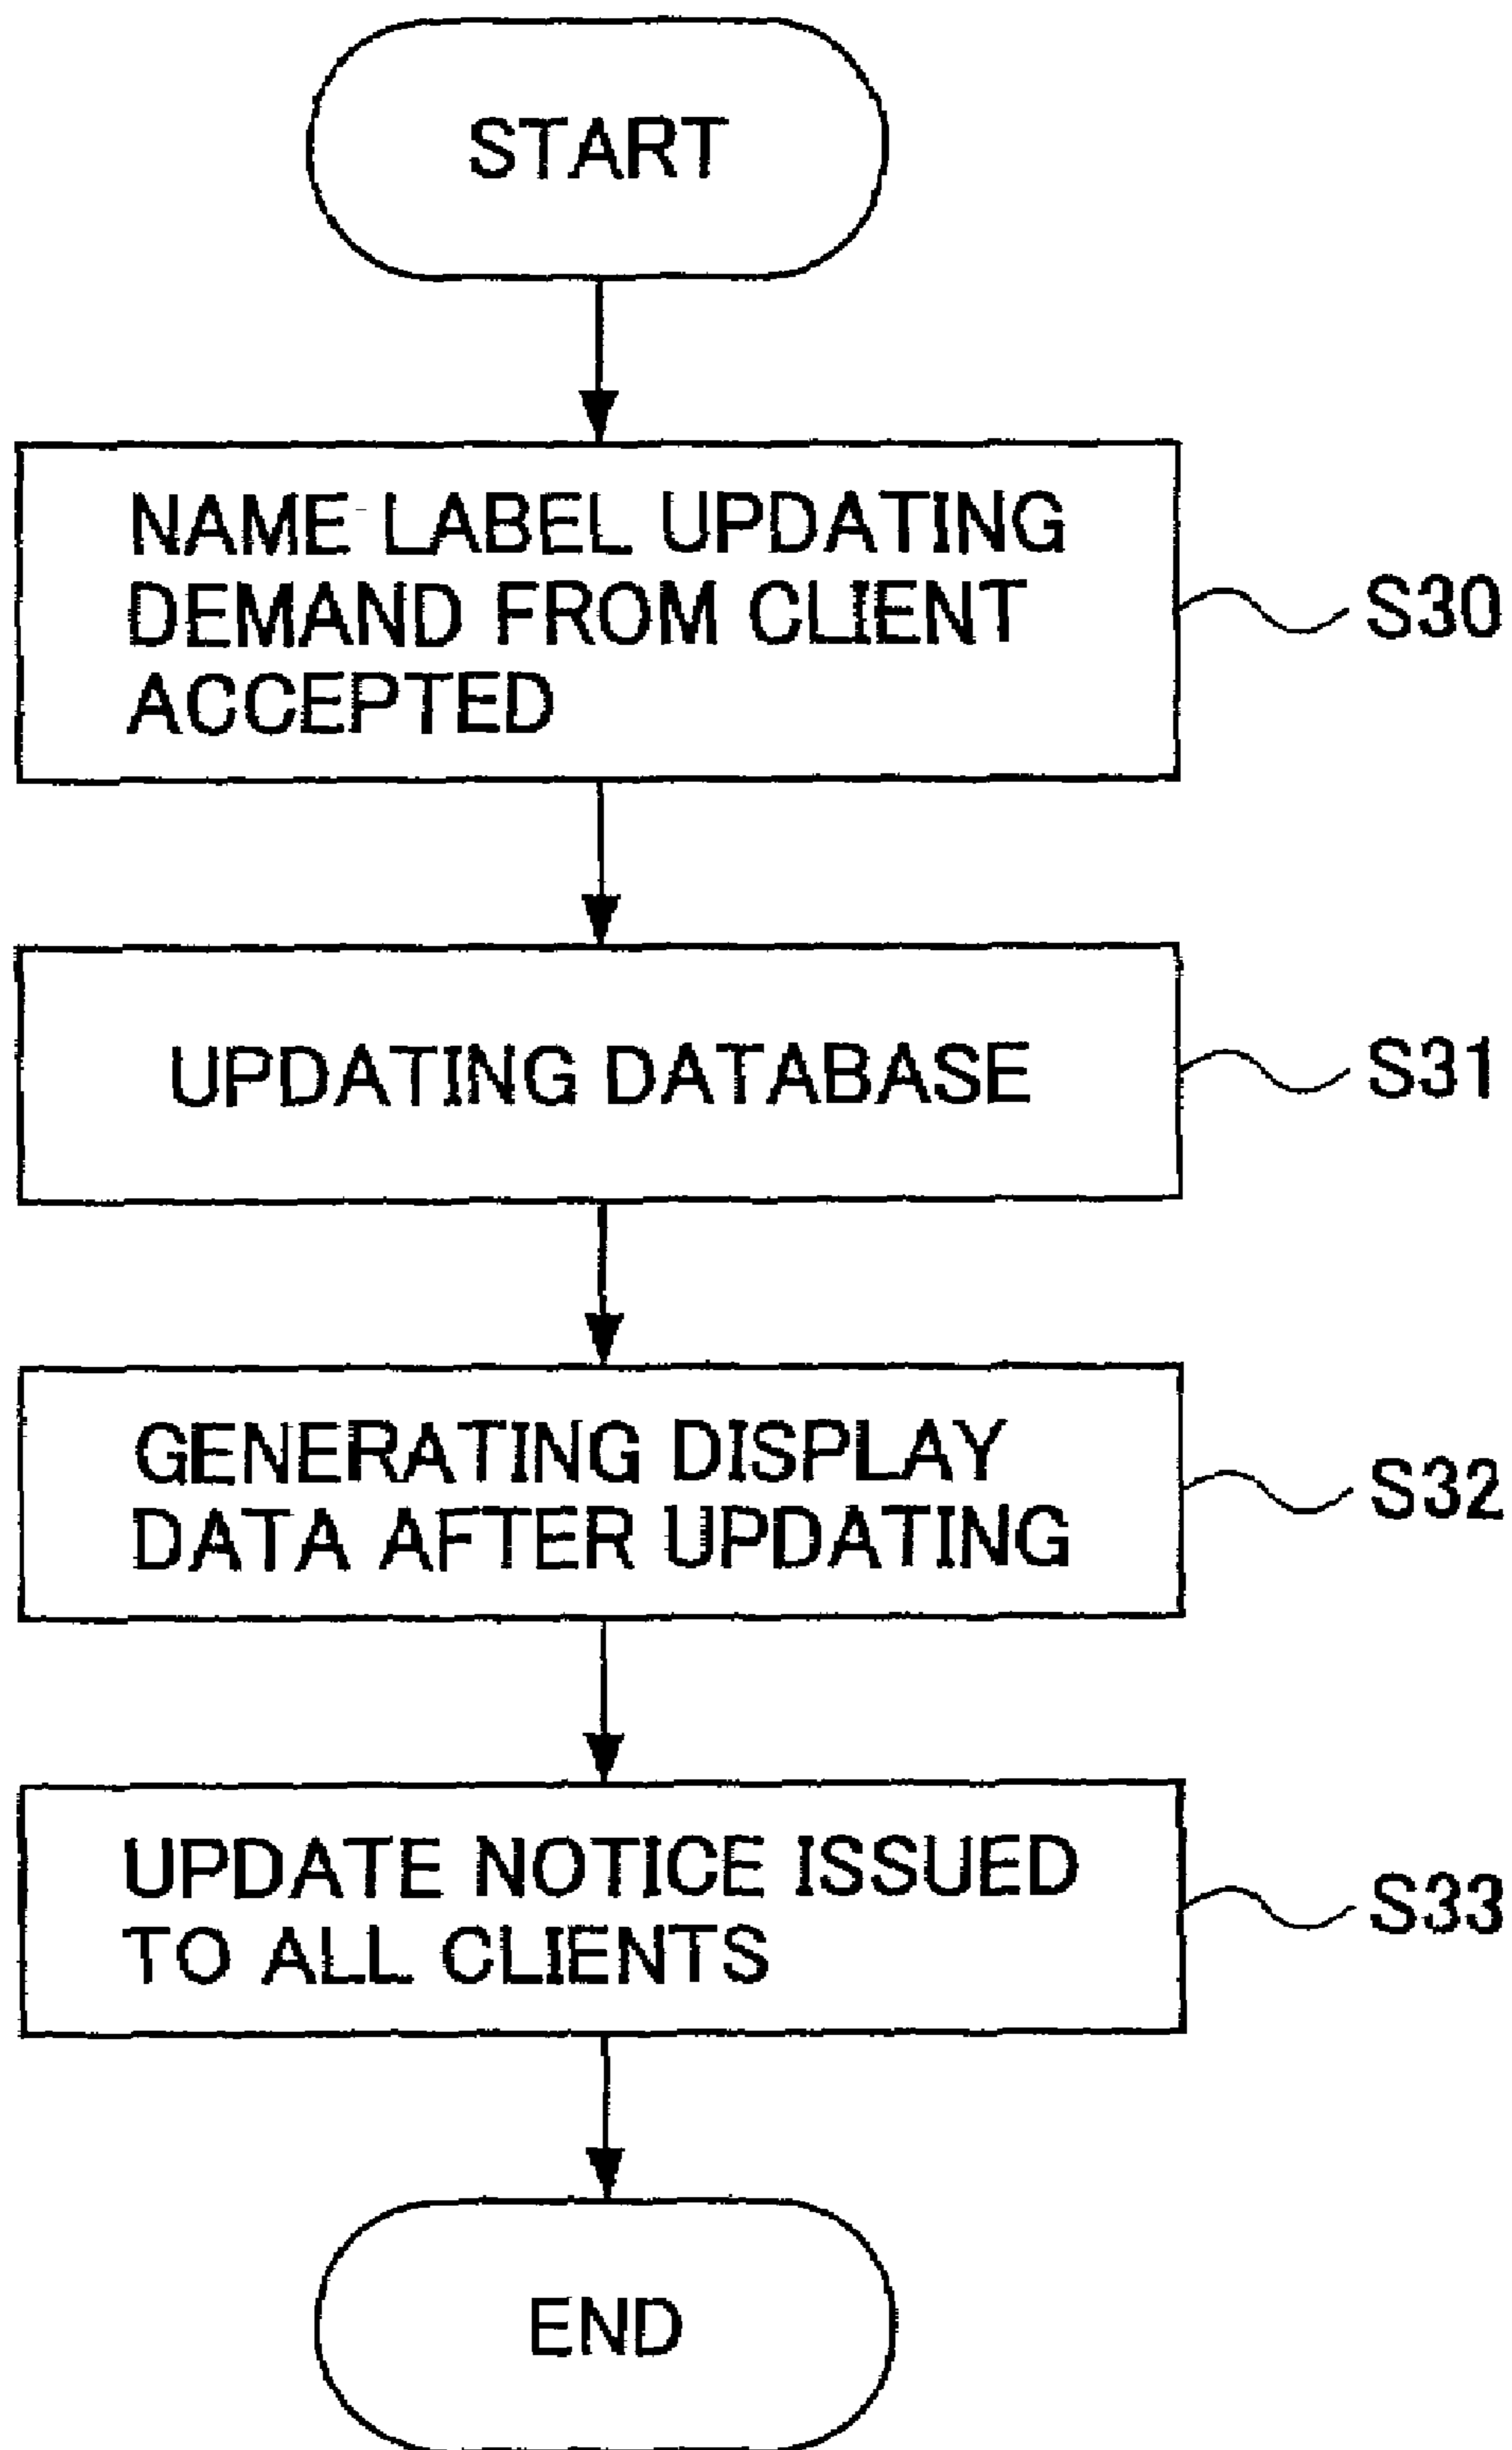 START
NAME LABEL UPDATING
DEMAND FROM CLIENT
ACCEPTED
S30
UPDATING DATABASE
S31
GENERATING DISPLAY
DATA AFTER UPDATING
S32
UPDATE NOTICE ISSUED
TO ALL CLIENTS
S33
END